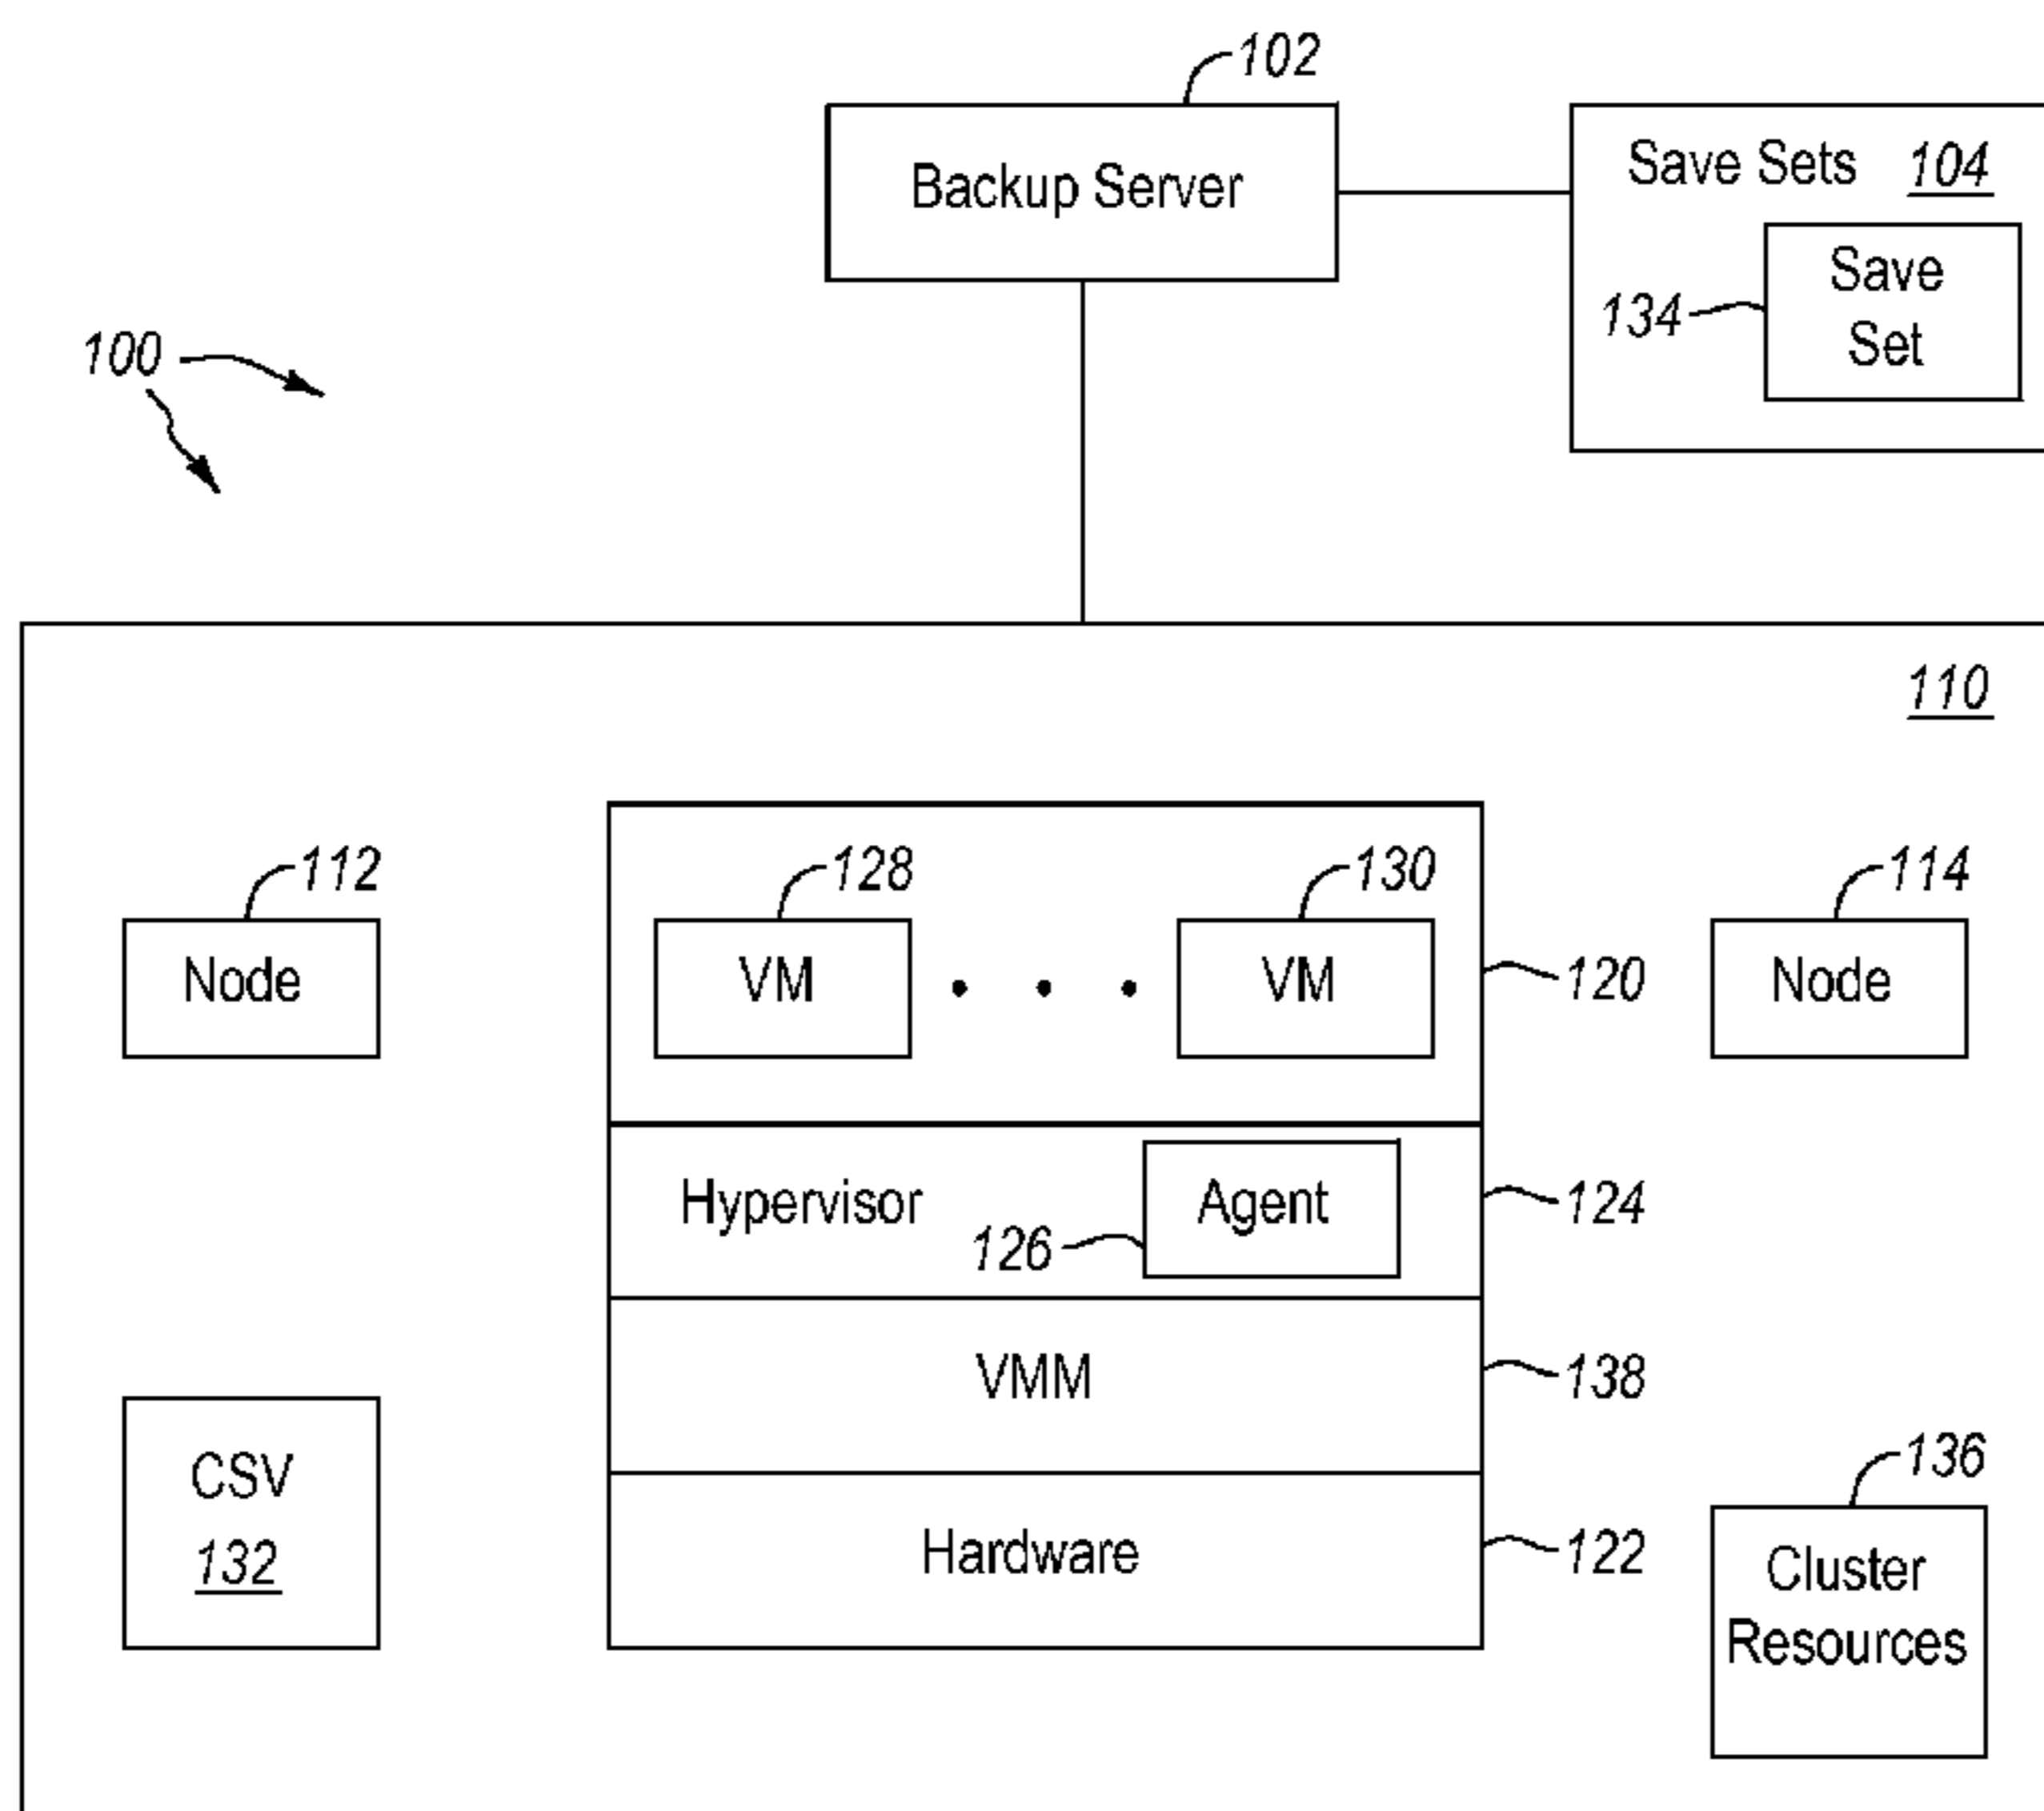 102
Backup Server
Save Sets 104
Save
Set
134
100
110
112
128
130
114
Node
VM
VM
120
Node
Hypervisor
Agent
124
126
VMM
138
CSV
132
136
Hardware
122
Cluster
Resources